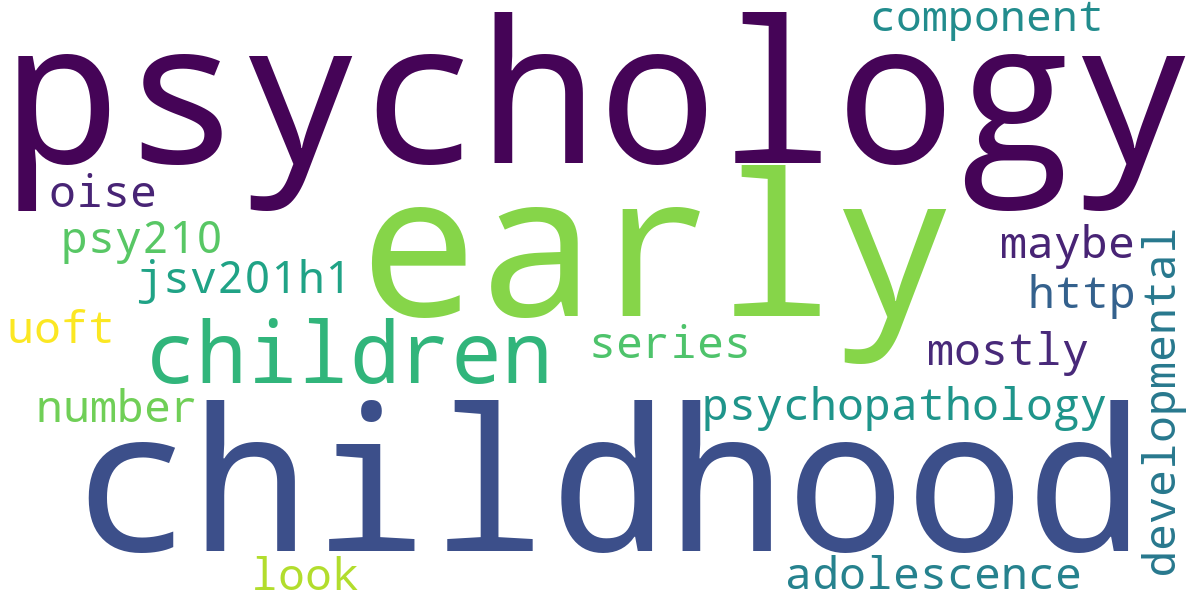 component
psychology
oise
early
psy210
maybe
jsv201h1
http
developmental
uoft
children
series
mostly
number
psychopathology
childhood
look
adolescence